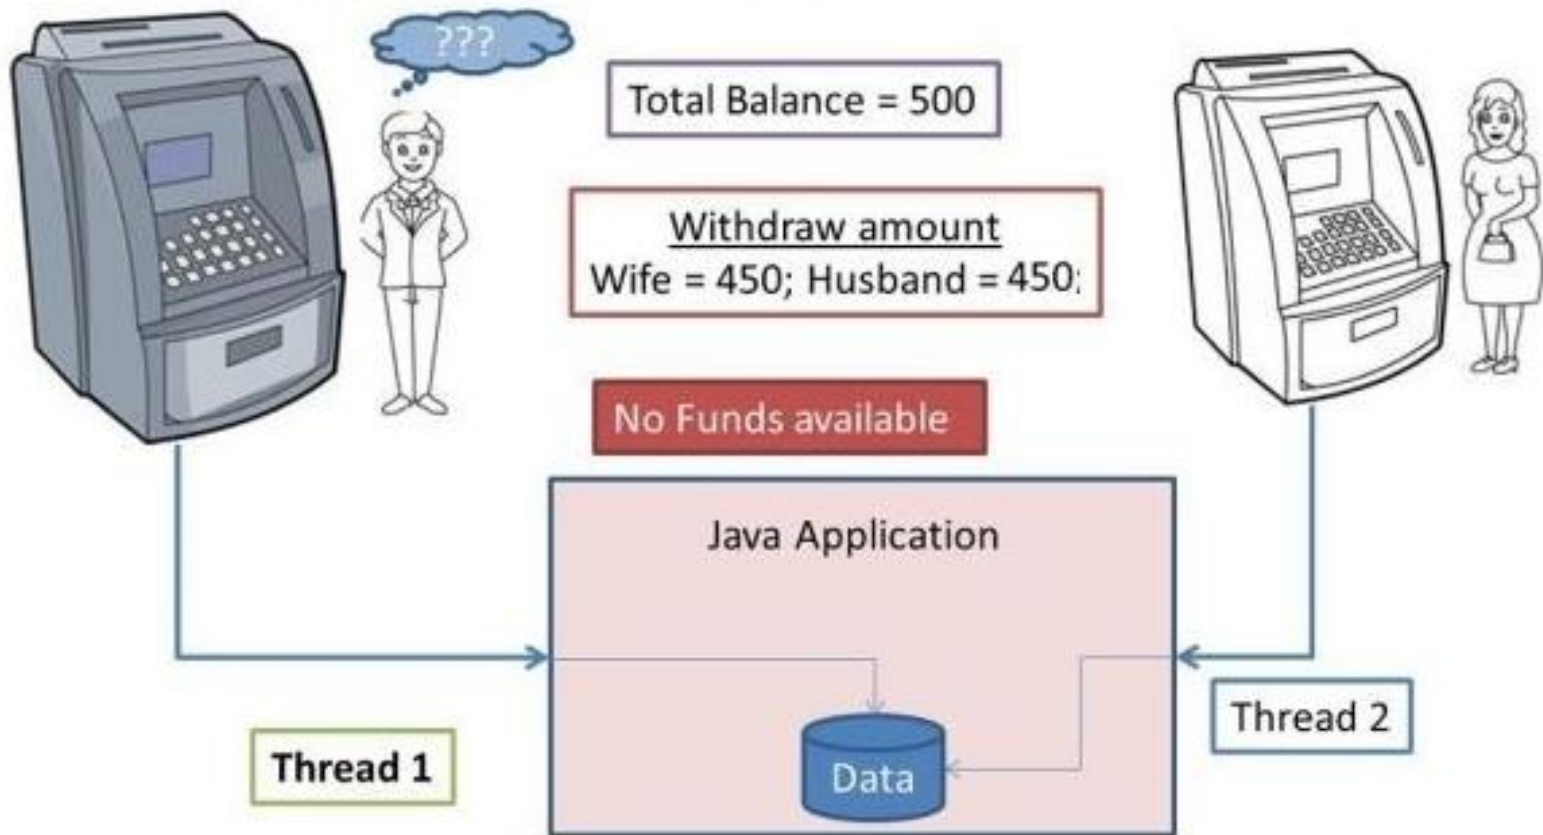 ???
Total Balance = 500
Withdraw amount
Wife = 450; Husband = 450;
No Funds available
Java Application
Thread 1
Thread 2
Data